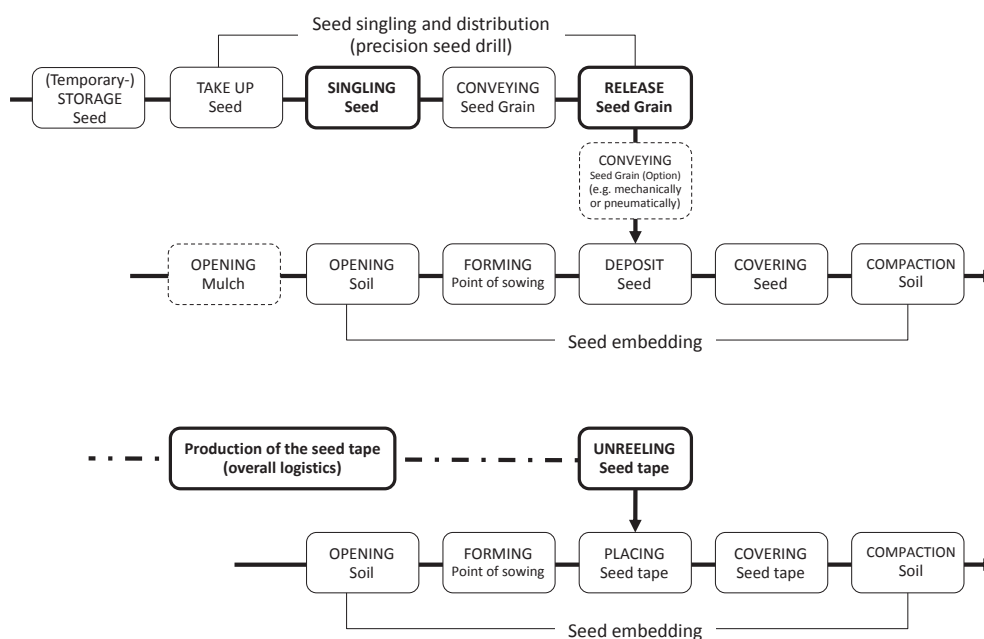 Seed singling and distribution
(precision seed drill)
(Temporary-)
STORAGE
Seed
TAKE UP
Seed
SINGLING
Seed
CONVEYING
Seed Grain
RELEASE
Seed Grain
CONVEYING
Seed Grain (Option)
(e.g. mechanically
or pneumatically)
OPENING
Mulch
OPENING
Soil
FORMING
Point of sowing
DEPOSIT
Seed
COVERING
Seed
COMPACTION
Soil
Seed embedding
Production of the seed tape
(overall logistics)
UNREELING
Seed tape
OPENING
Soil
FORMING
Point of sowing
PLACING
Seed tape
COVERING
Seed tape
COMPACTION
Soil
Seed embedding